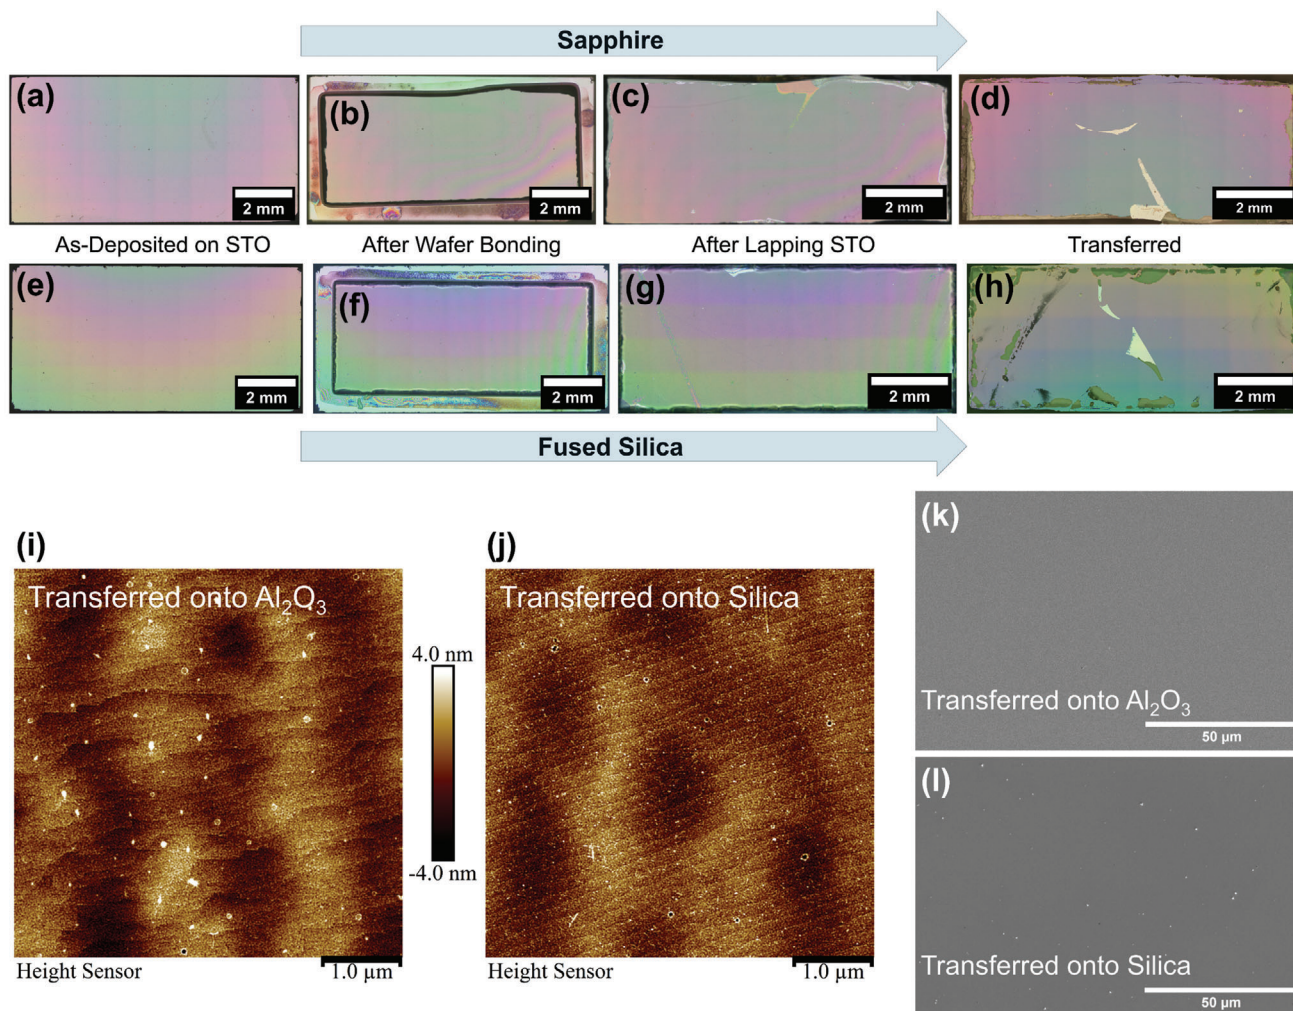 Sapphire
(a)
(b)
(c)
(d)
2 mm
2 mm
2 mm
2 mm
As-Deposited on STO
After Wafer Bonding
After Lapping STO
Transferred
(e)
(f)
(g)
(h)
2 mm
2 mm
2 mm
2 mm
Fused Silica
(i)
Transferred onto Al₂O₃
4.0 nm
-4.0 nm
Height Sensor
1.0 µm
(j)
Transferred onto Silica
Height Sensor
1.0 µm
(k)
Transferred onto Al₂O₃
50 µm
(l)
Transferred onto Silica
50 µm